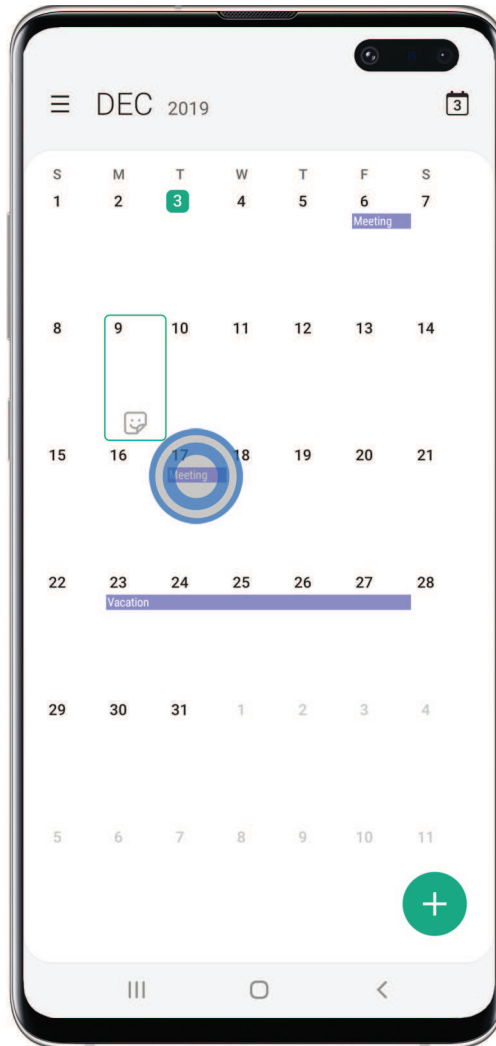 DEC 2019
3
S M T W T F S
1 2 3 4 5 6 7
Meeting
8 9 10 11 12 13 14
15 16 17 18 19 20 21
Meeting
22 23 24 25 26 27 28
Vacation
29 30 31 1 2 3 4
5 6 7 8 9 10 11